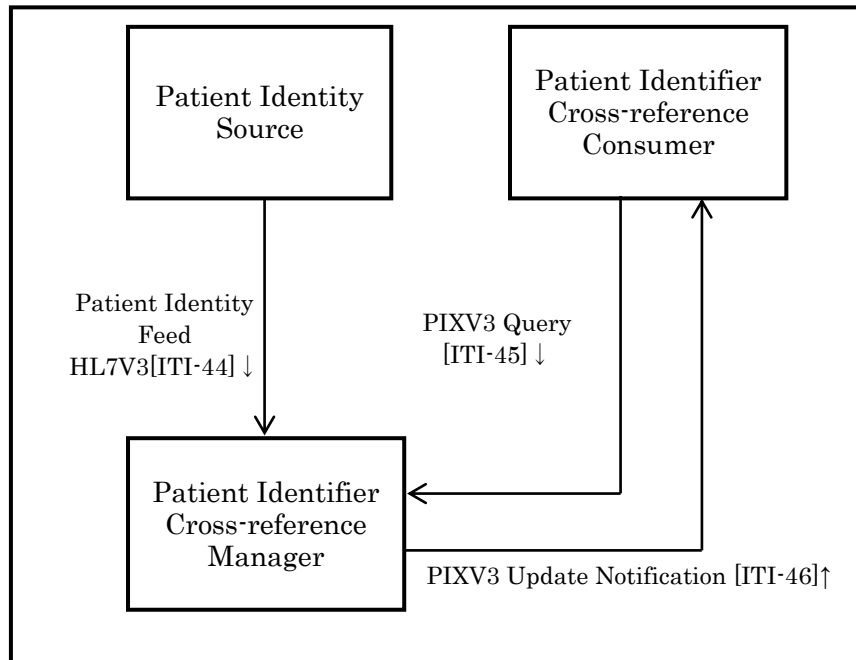 Patient Identity
Source
Patient Identifier
Cross-reference
Consumer
Patient Identity
Feed
HL7V3[ITI-44] ↓
PIXV3 Query
[ITI-45] ↓
Patient Identifier
Cross-reference
Manager
PIXV3 Update Notification [ITI-46]↑